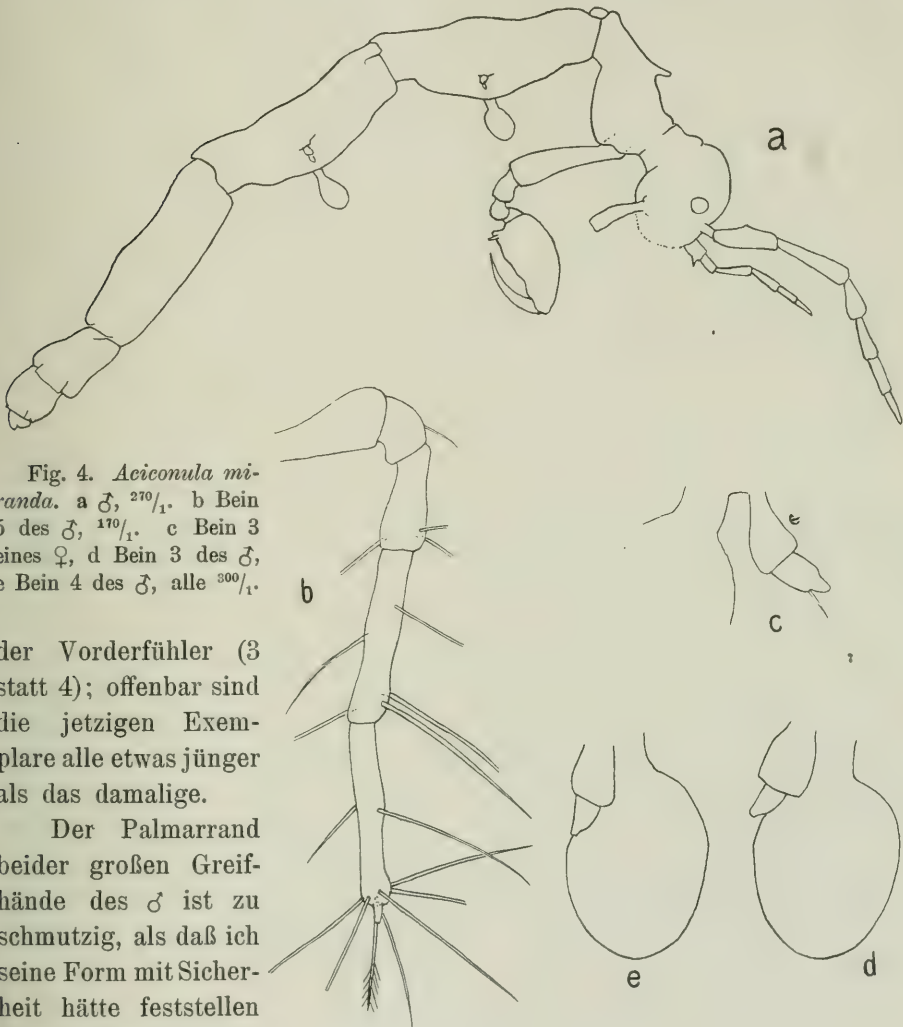 a
Fig. 4. Aciconula mi-
randa. a ♂, ²⁷⁰/₁. b Bein
5 des ♂, ¹⁷⁰/₁. c Bein 3
eines ♀, d Bein 3 des ♂,
e Bein 4 des ♂, alle ³⁰⁰/₁.
b
c
der Vorderfühler (3
statt 4); offenbar sind
die jetzigen Exem-
plare alle etwas jünger
als das damalige.
Der Palmarrand
beider großen Greif-
hände des ♂ ist zu
schmutzig, als daß ich
seine Form mit Sicher-
heit hätte feststellen
e
d